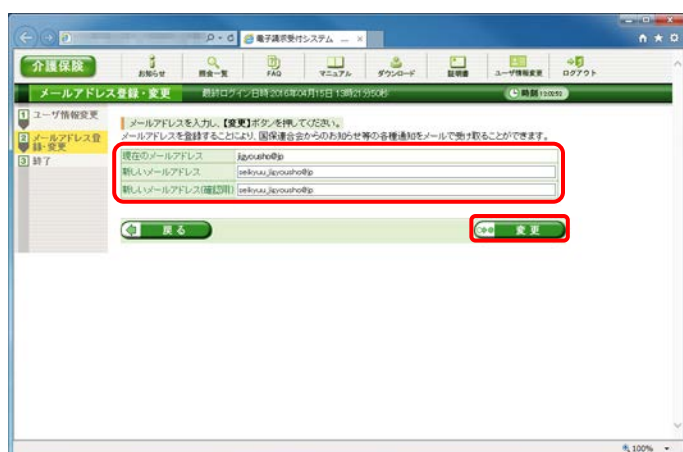 電子請求受付システム —
介護保険
お知らせ 照会一覧 FAQ マニュアル ダウンロード 証明書 ユーザ情報変更 ログアウト
メールアドレス登録・変更 最終ログイン日時 2016年04月15日 13時21分50秒 時刻
1 ユーザ情報変更
2 メールアドレス登録・変更
3 終了
メールアドレスを入力し、【変更】ボタンを押してください。
メールアドレスを登録することにより、国保連合会からのお知らせ等の各種通知をメールで受け取ることができます。
現在のメールアドレス jigyousho@jp
新しいメールアドレス seikyuu_jigyousho@jp
新しいメールアドレス(確認用) seikyuu_jigyousho@jp
戻る 変更
100%